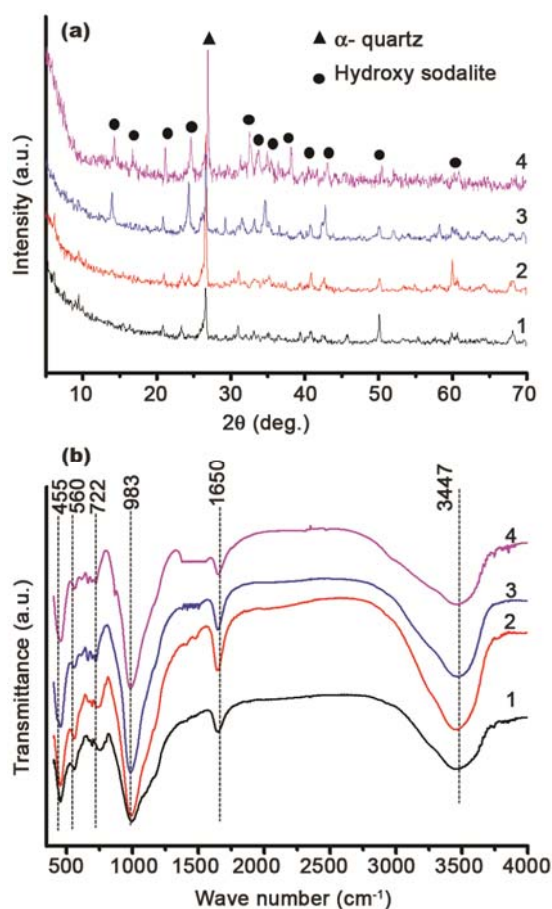 (a)
▲ α- quartz
● Hydroxy sodalite
4
3
2
1
Intensity (a.u.)
10 20 30 40 50 60 70
2θ (deg.)
(b)
455
560
722
983
1650
3447
4
3
2
1
Transmittance (a.u.)
500 1000 1500 2000 2500 3000 3500 4000
Wave number (cm⁻¹)